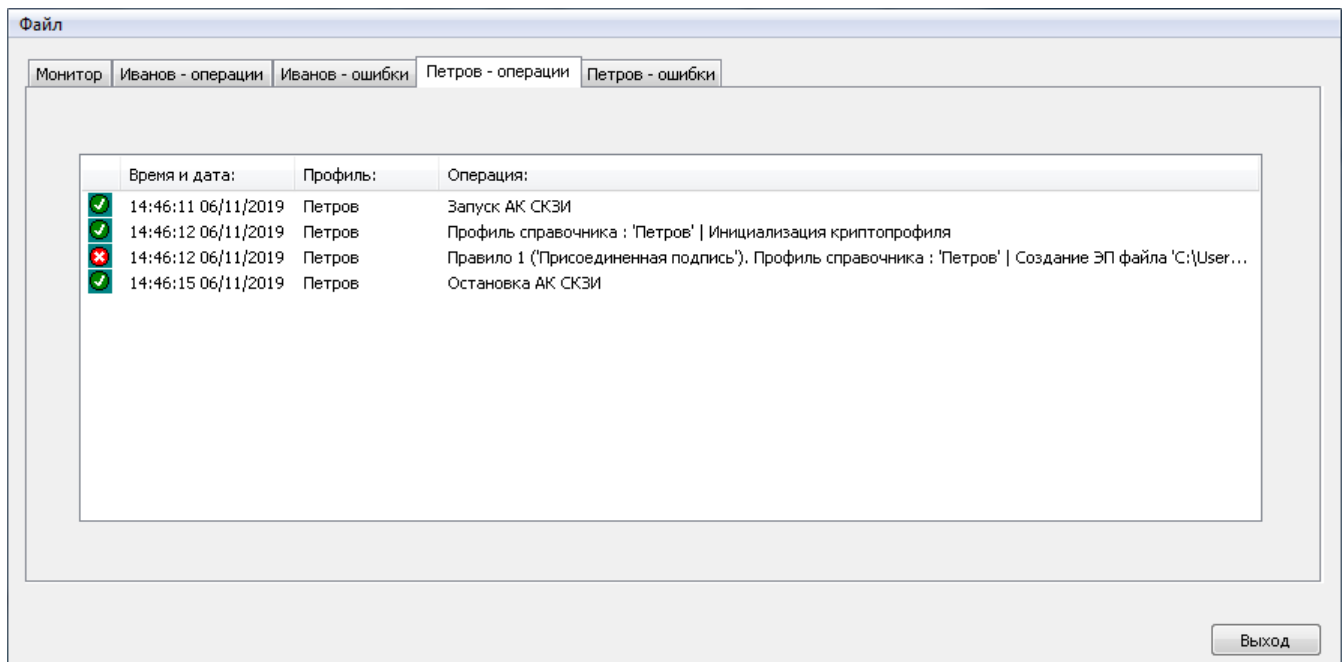 Файл
Монитор Иванов - операции Иванов - ошибки Петров - операции Петров - ошибки
Время и дата: Профиль: Операция:
14:46:11 06/11/2019 Петров Запуск АК СКЗИ
14:46:12 06/11/2019 Петров Профиль справочника : 'Петров' | Инициализация криптопрофиля
14:46:12 06/11/2019 Петров Правило 1 ('Присоединенная подпись'). Профиль справочника : 'Петров' | Создание ЭП файла 'C:\User...
14:46:15 06/11/2019 Петров Остановка АК СКЗИ
Выход